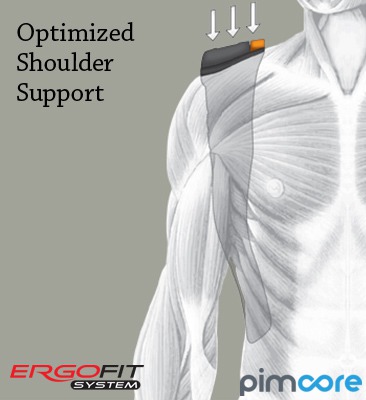 Optimized
Shoulder
Support
ERGOFIT
SYSTEM
pimcore